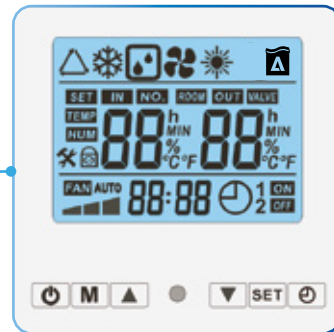 SET IN NO. ROOM OUT VALVE
TEMP
NUM
88 h MIN % °C °F 88 h MIN % °C °F
FAN AUTO 88:88 1 2 ON OFF
M SET